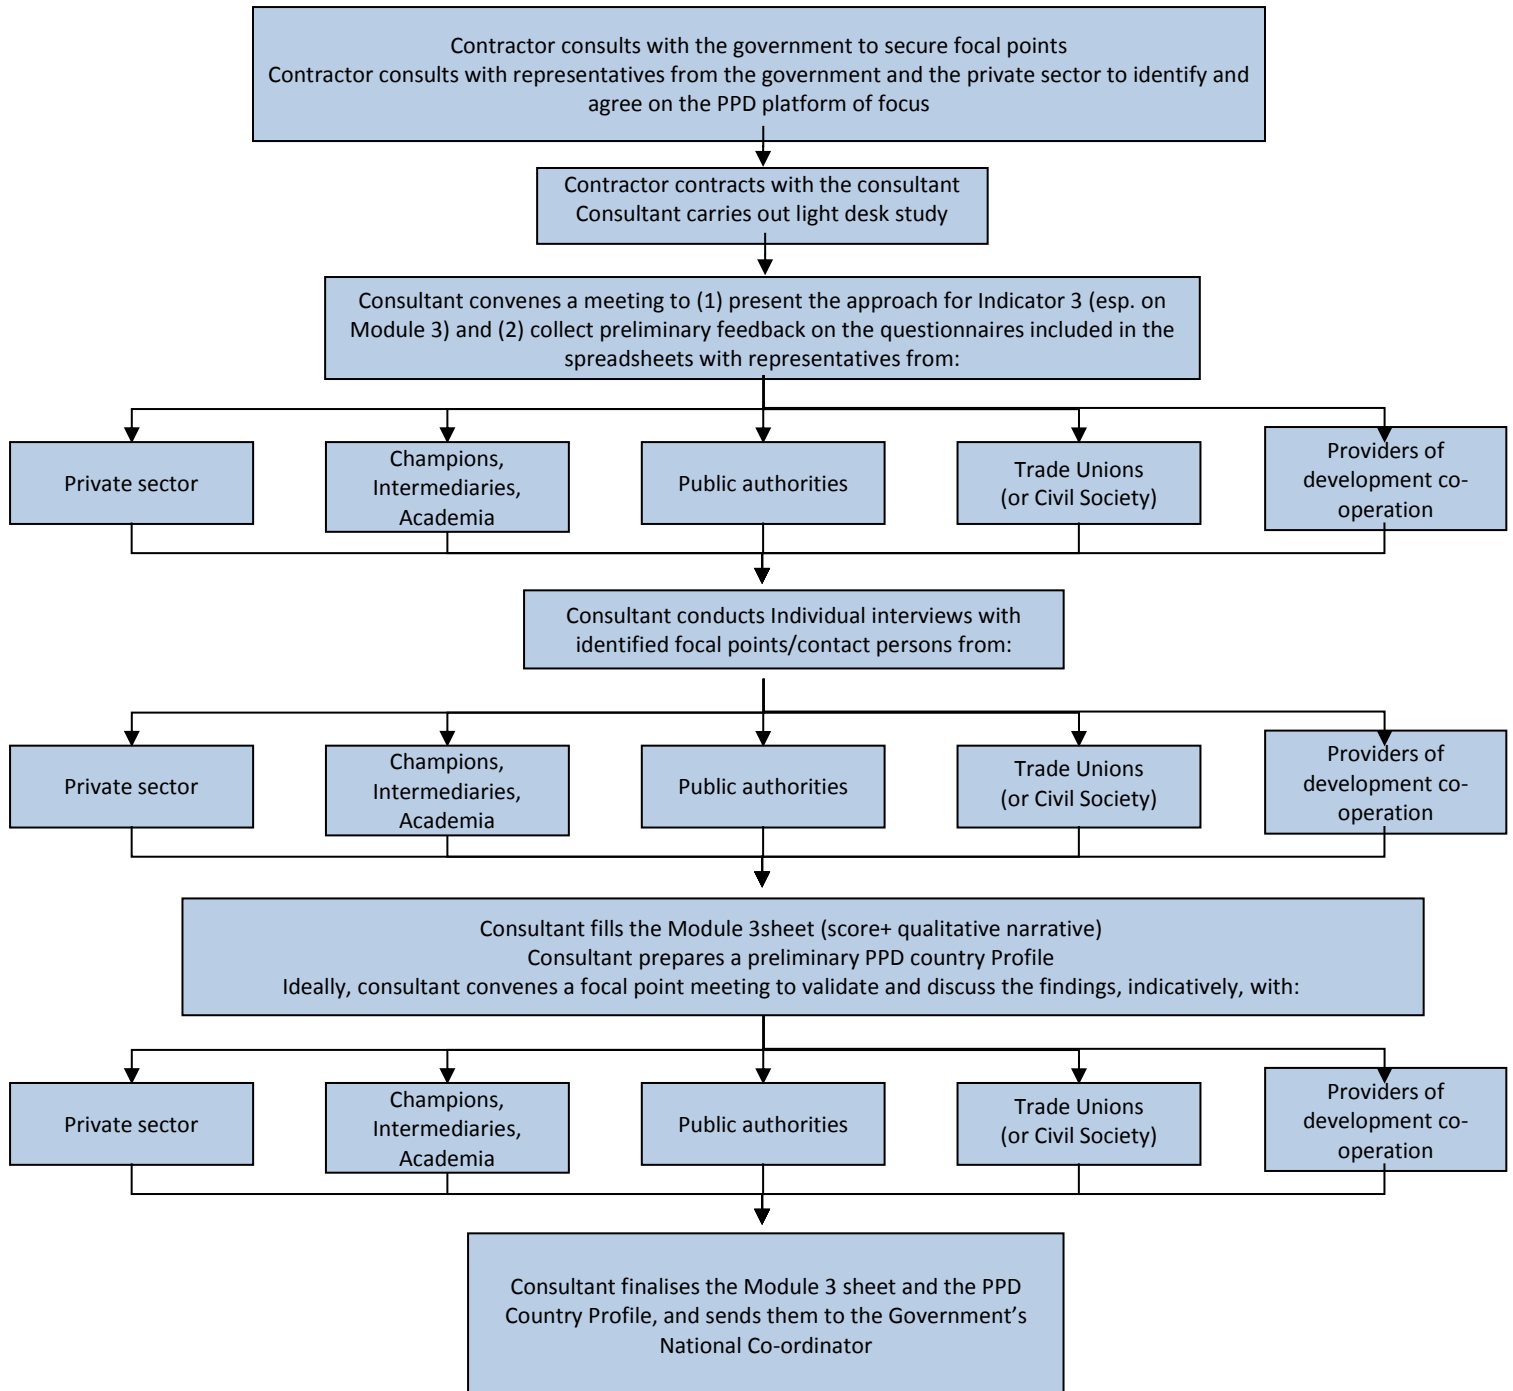 Contractor consults with the government to secure focal points
Contractor consults with representatives from the government and the private sector to identify and
agree on the PPD platform of focus
Contractor contracts with the consultant
Consultant carries out light desk study
Consultant convenes a meeting to (1) present the approach for Indicator 3 (esp. on
Module 3) and (2) collect preliminary feedback on the questionnaires included in the
spreadsheets with representatives from:
Private sector
Champions,
Intermediaries,
Academia
Public authorities
Trade Unions
(or Civil Society)
Providers of
development co-
operation
Consultant conducts Individual interviews with
identified focal points/contact persons from:
Private sector
Champions,
Intermediaries,
Academia
Public authorities
Trade Unions
(or Civil Society)
Providers of
development co-
operation
Consultant fills the Module 3sheet (score+ qualitative narrative)
Consultant prepares a preliminary PPD country Profile
Ideally, consultant convenes a focal point meeting to validate and discuss the findings, indicatively, with:
Private sector
Champions,
Intermediaries,
Academia
Public authorities
Trade Unions
(or Civil Society)
Providers of
development co-
operation
Consultant finalises the Module 3 sheet and the PPD
Country Profile, and sends them to the Government’s
National Co-ordinator